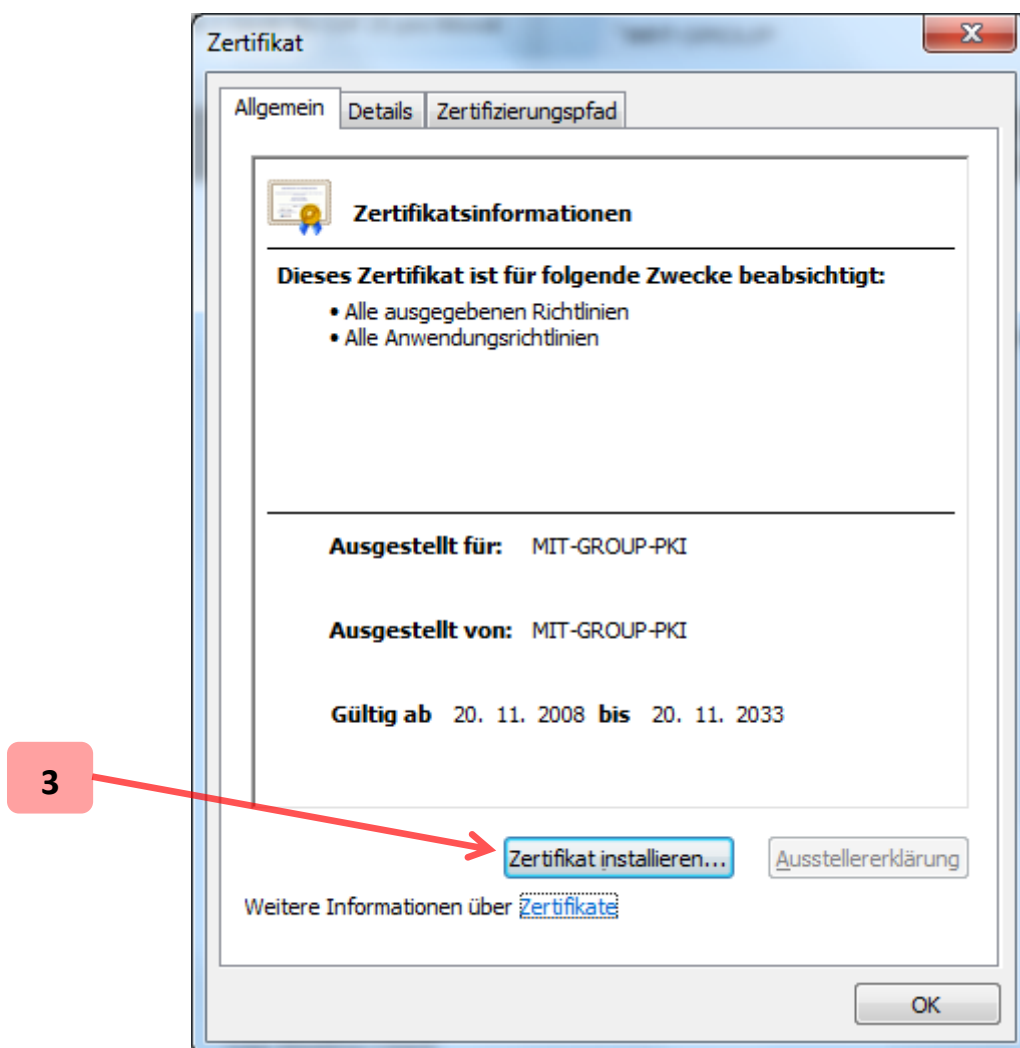 Zertifikat
Allgemein Details Zertifizierungspfad
Zertifikatsinformationen
Dieses Zertifikat ist für folgende Zwecke beabsichtigt:
• Alle ausgegebenen Richtlinien
• Alle Anwendungsrichtlinien
Ausgestellt für: MIT-GROUP-PKI
Ausgestellt von: MIT-GROUP-PKI
Gültig ab 20. 11. 2008 bis 20. 11. 2033
3
Zertifikat installieren... Ausstellererklärung
Weitere Informationen über Zertifikate
OK